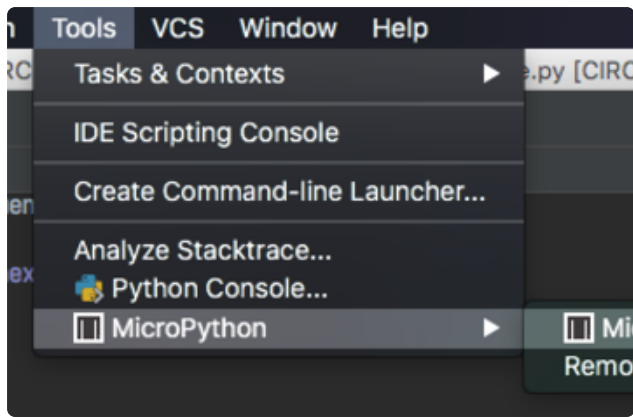 Tools VCS Window Help
.py [CIRC
Tasks & Contexts
IDE Scripting Console
Create Command-line Launcher...
Analyze Stacktrace...
Python Console...
MicroPython